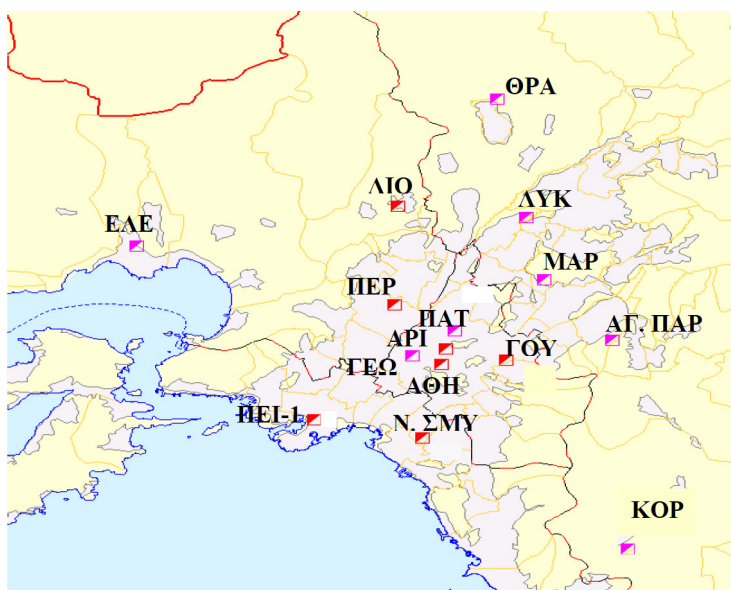 ΘΡΑ
ΛΙΟ
ΛΥΚ
ΕΛΕ
ΜΑΡ
ΠΕΡ
ΠΑΤ
ΑΓ. ΠΑΡ
ΑΡΙ
ΓΟΥ
ΓΕΩ
ΑΘΗ
ΠΕΙ-1
Ν. ΣΜΥ
ΚΟΡ